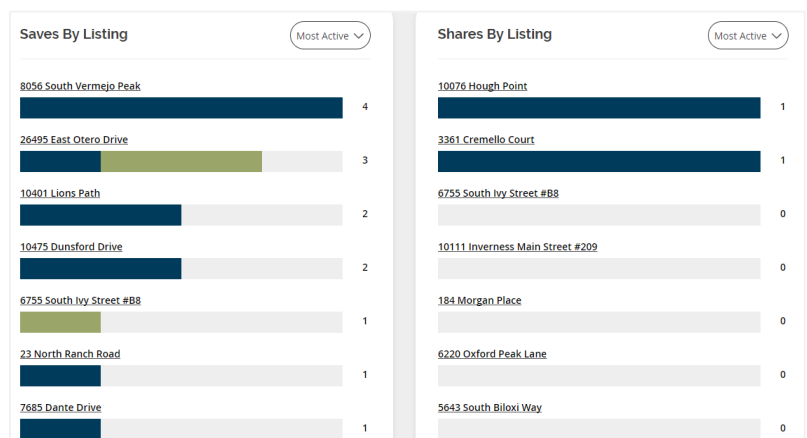 Saves By Listing
Most Active
8056 South Vermejo Peak
4
26495 East Otero Drive
3
10401 Lions Path
2
10475 Dunsford Drive
2
6755 South Ivy Street #B8
1
23 North Ranch Road
1
7685 Dante Drive
1
Shares By Listing
Most Active
10076 Hough Point
1
3361 Cremello Court
1
6755 South Ivy Street #B8
0
10111 Inverness Main Street #209
0
184 Morgan Place
0
6220 Oxford Peak Lane
0
5643 South Biloxi Way
0